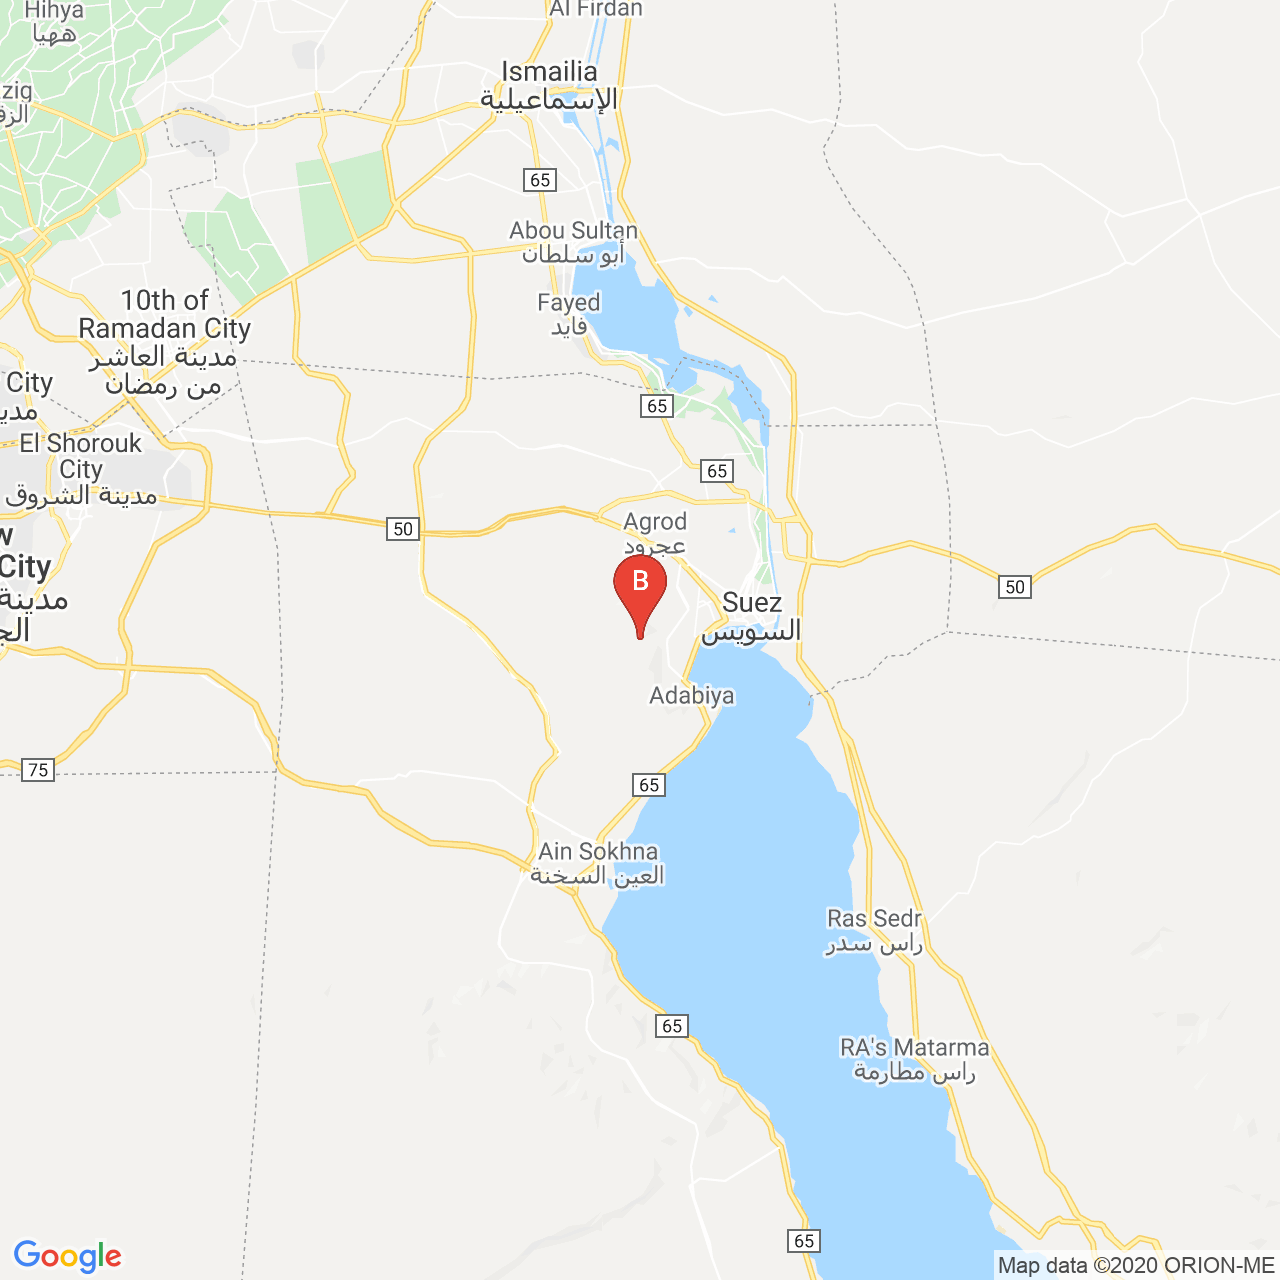 Hihya
ههيا
Al Firdan
Ismailia
الإسماعيلية
zig
الزق
65
Abou Sultan
أبو سلطان
10th of
Ramadan City
مدينة العاشر
من رمضان
Fayed
فايد
City
مدي
65
El Shorouk
City
مدينة الشروق
65
50
Agrod
عجرود
w
City
مدينة
الج
B
50
Suez
السويس
Adabiya
75
65
Ain Sokhna
العين السخنة
Ras Sedr
راس سدر
65
RA's Matarma
راس مطارمة
65
Google
Map data ©2020 ORION-ME